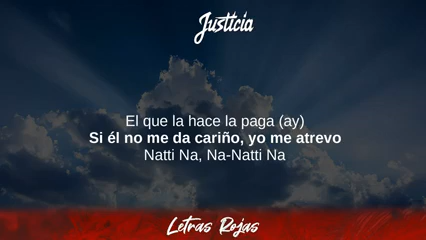 Justicia
El que la hace la paga (ay)
Si él no me da cariño, yo me atrevo
Natti Na, Na-Natti Na
Letras Rojas